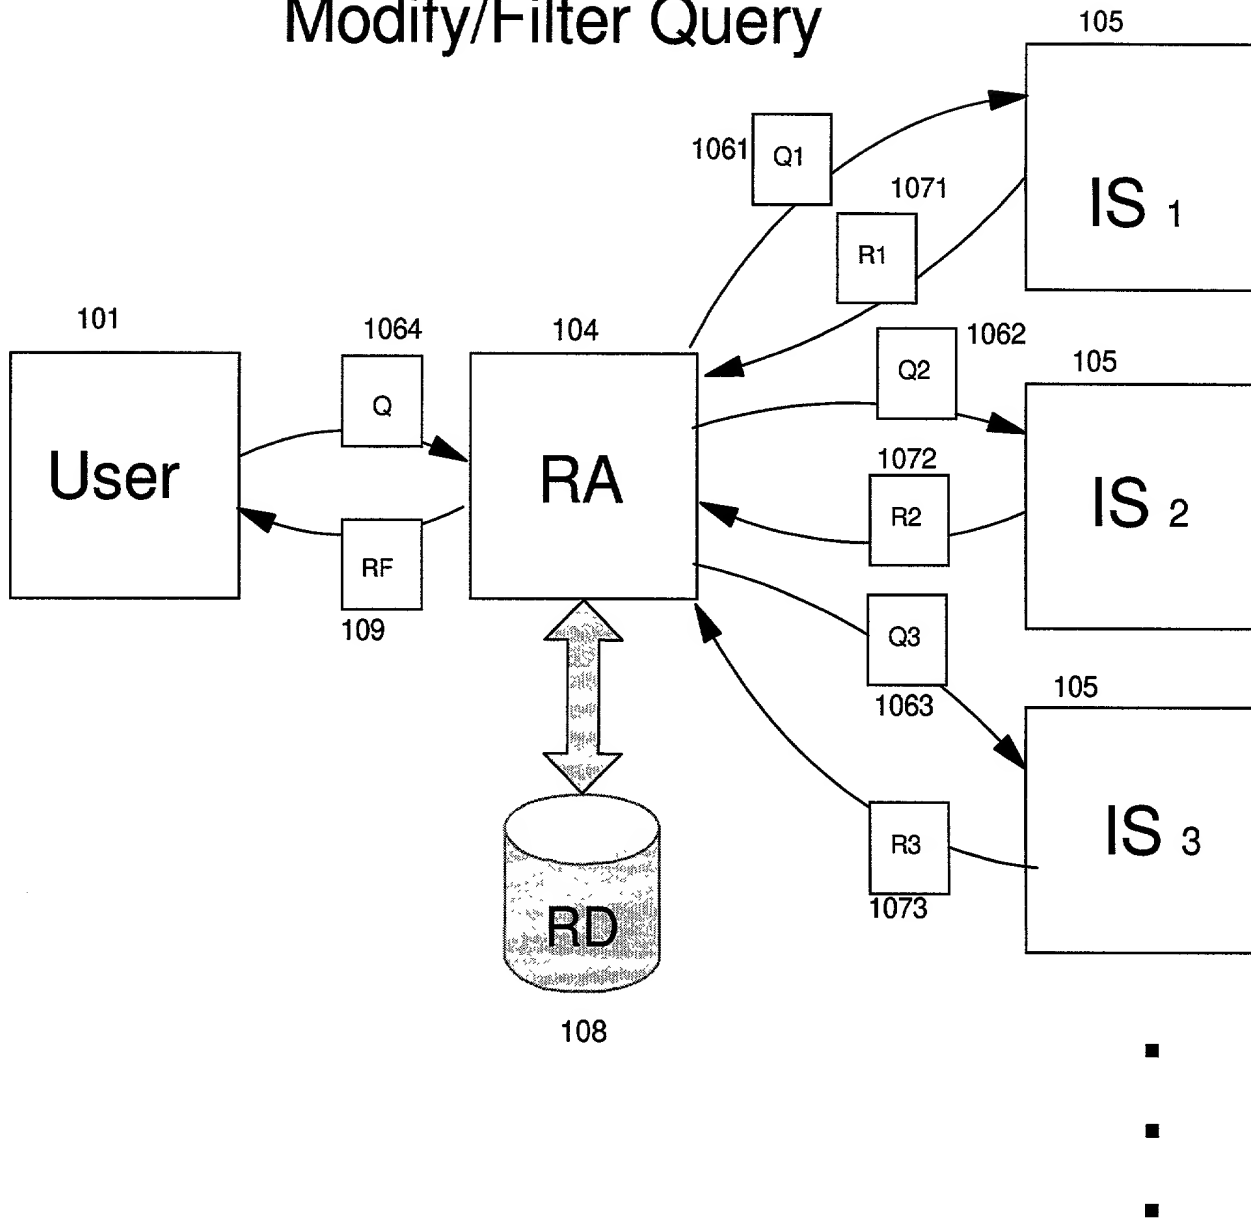 Modify/Filter Query
105
1061
Q1
1071
IS 1
R1
101
1064
104
1062
105
Q2
Q
User
RA
1072
IS 2
R2
RF
109
Q3
105
1063
IS 3
R3
1073
RD
108